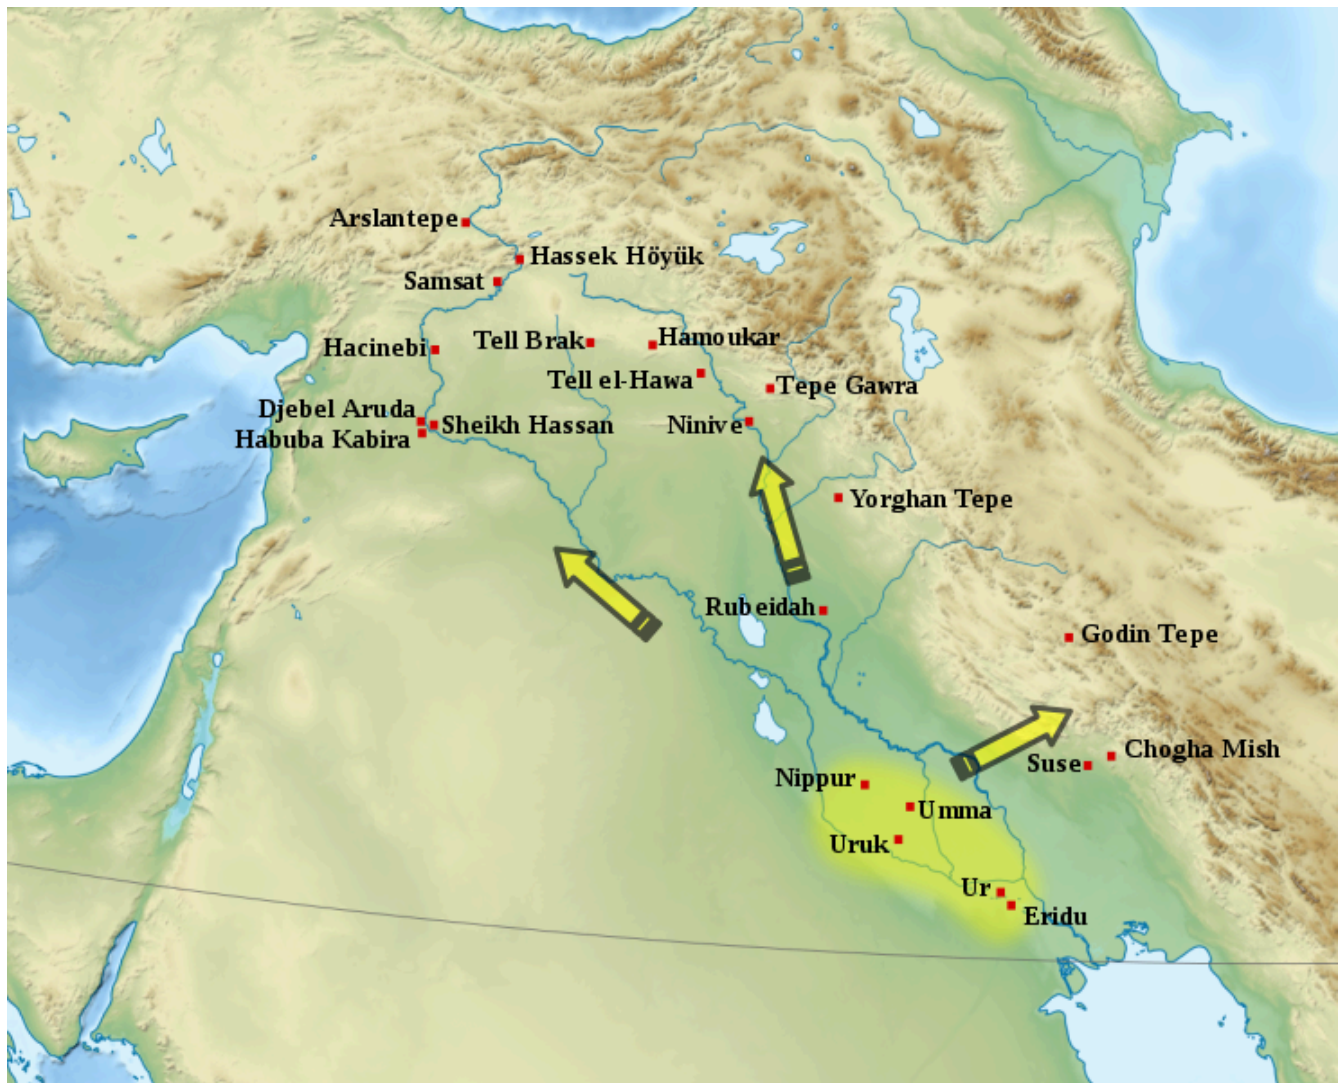 Arslantepe
Hassek Höyük
Samsat
Tell Brak
Hamoukar
Hacinebi
Tell el-Hawa
Tepe Gawra
Djebel Aruda
Sheikh Hassan
Ninive
Habuba Kabira
Yorghan Tepe
Rubeidah
Godin Tepe
Chogha Mish
Suse
Nippur
Umma
Uruk
Ur
Eridu